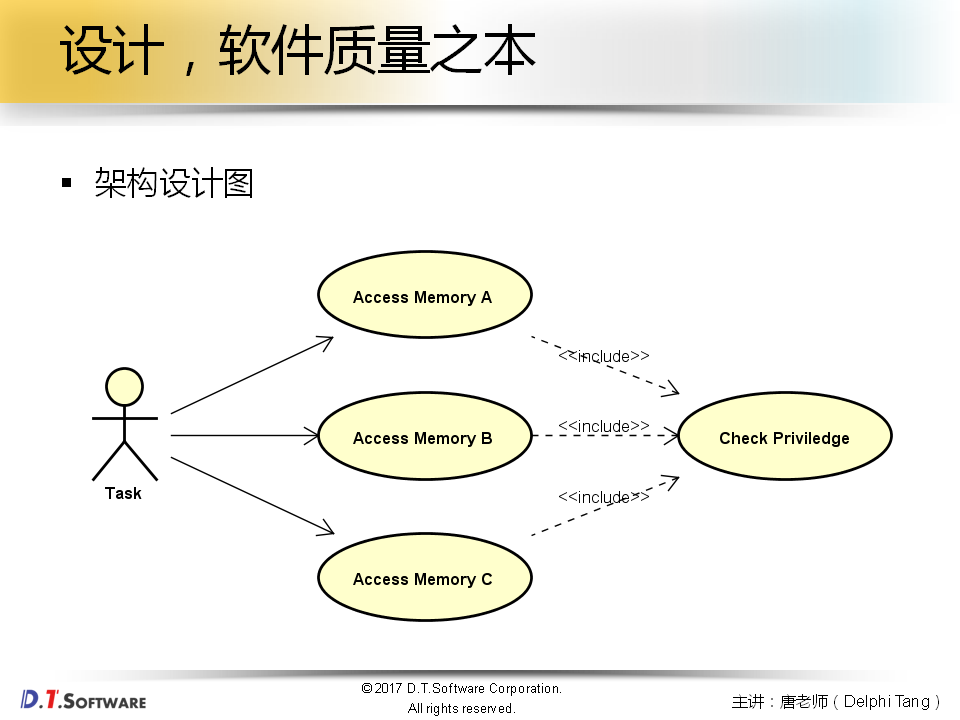 设计，软件质量之本
▪ 架构设计图
Access Memory A
<<include>>
Access Memory B
<<include>>
Check Priviledge
Task
<<include>>
Access Memory C
D.T.SOFTWARE
©2017 D.T.Software Corporation.
All rights reserved.
主讲：唐老师（Delphi Tang）